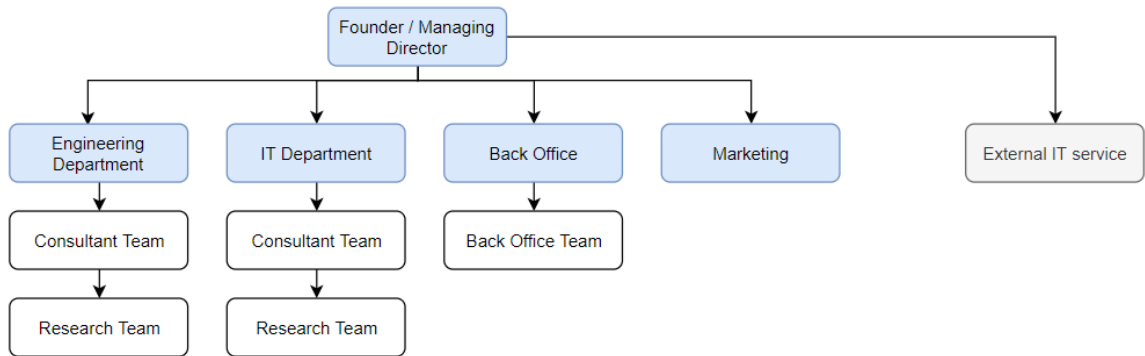 Founder / Managing
Director
Engineering
Department
IT Department
Back Office
Marketing
External IT service
Consultant Team
Consultant Team
Back Office Team
Research Team
Research Team